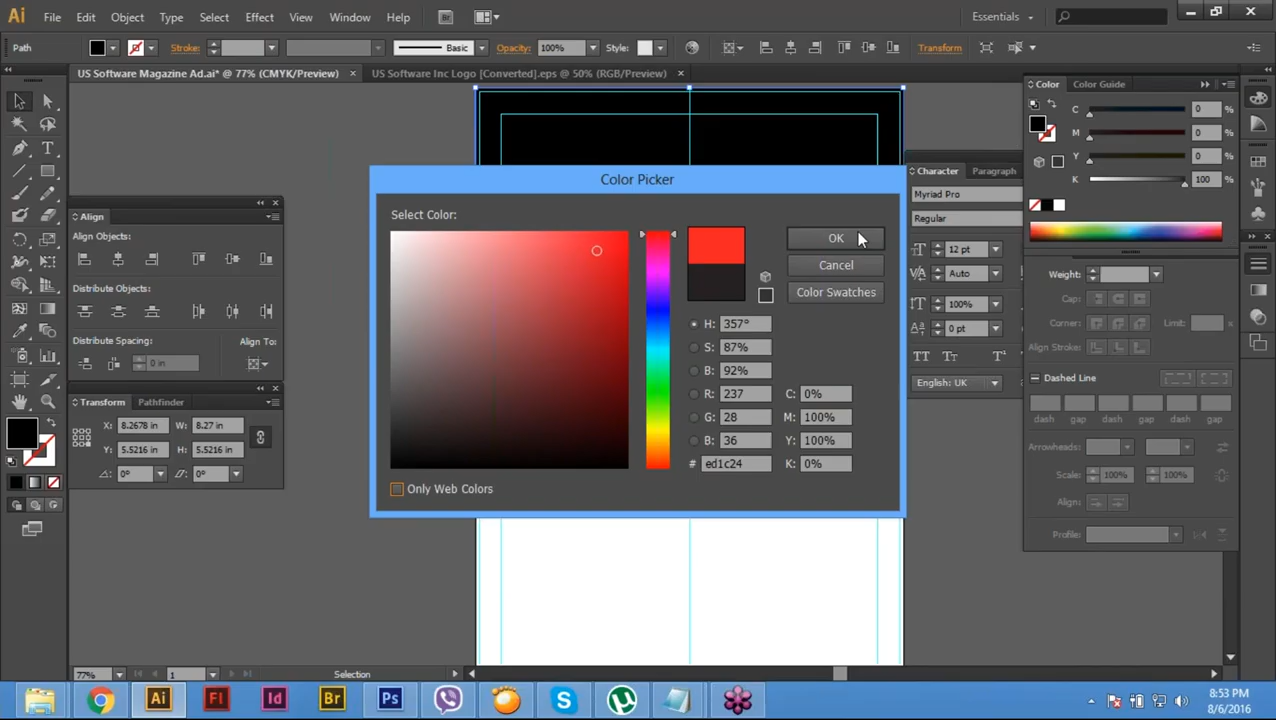 Ai File Edit Object Type Select Effect View Window Help Br Essentials
Path Stroke: Basic Opacity: 100% Style: Transform
US Software Magazine Ad.ai* @ 77% (CMYK/Preview) × US Software Inc Logo [Converted].eps @ 50% (RGB/Preview) ×
Color Color Guide
C 0 %
M 0 %
Y 0 %
K 100 %
Align
Align Objects:
Distribute Objects:
Distribute Spacing: Align To:
0 in
Transform Pathfinder
X: 8.2678 in W: 8.27 in
Y: 5.5216 in H: 5.5216 in
0° 0°
Color Picker
Select Color:
OK
Cancel
Color Swatches
H: 357°
S: 87%
B: 92%
R: 237 C: 0%
G: 28 M: 100%
B: 36 Y: 100%
# ed1c24 K: 0%
Only Web Colors
Character Paragraph
Myriad Pro
Regular
12 pt
Auto
100%
0 pt
English: UK
Weight:
Cap:
Corner: Limit: x
Align Stroke:
Dashed Line
dash gap dash gap dash gap
Arrowheads:
Scale: 100% 100%
Align:
Profile:
77% 1 Selection
Ai Fl Id Br Ps
8:53 PM
8/6/2016